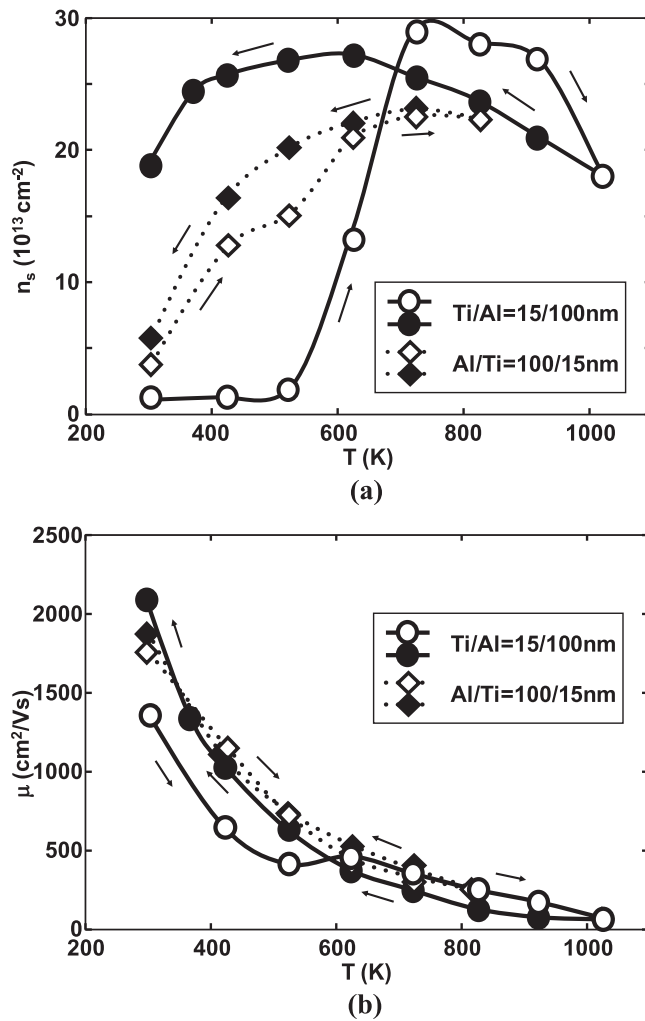 30
20
10
0
n_s (10^13 cm^-2)
Ti/Al=15/100nm
Al/Ti=100/15nm
200 400 600 800 1000
T (K)
(a)
2500
2000
1500
1000
500
0
μ (cm²/Vs)
Ti/Al=15/100nm
Al/Ti=100/15nm
200 400 600 800 1000
T (K)
(b)